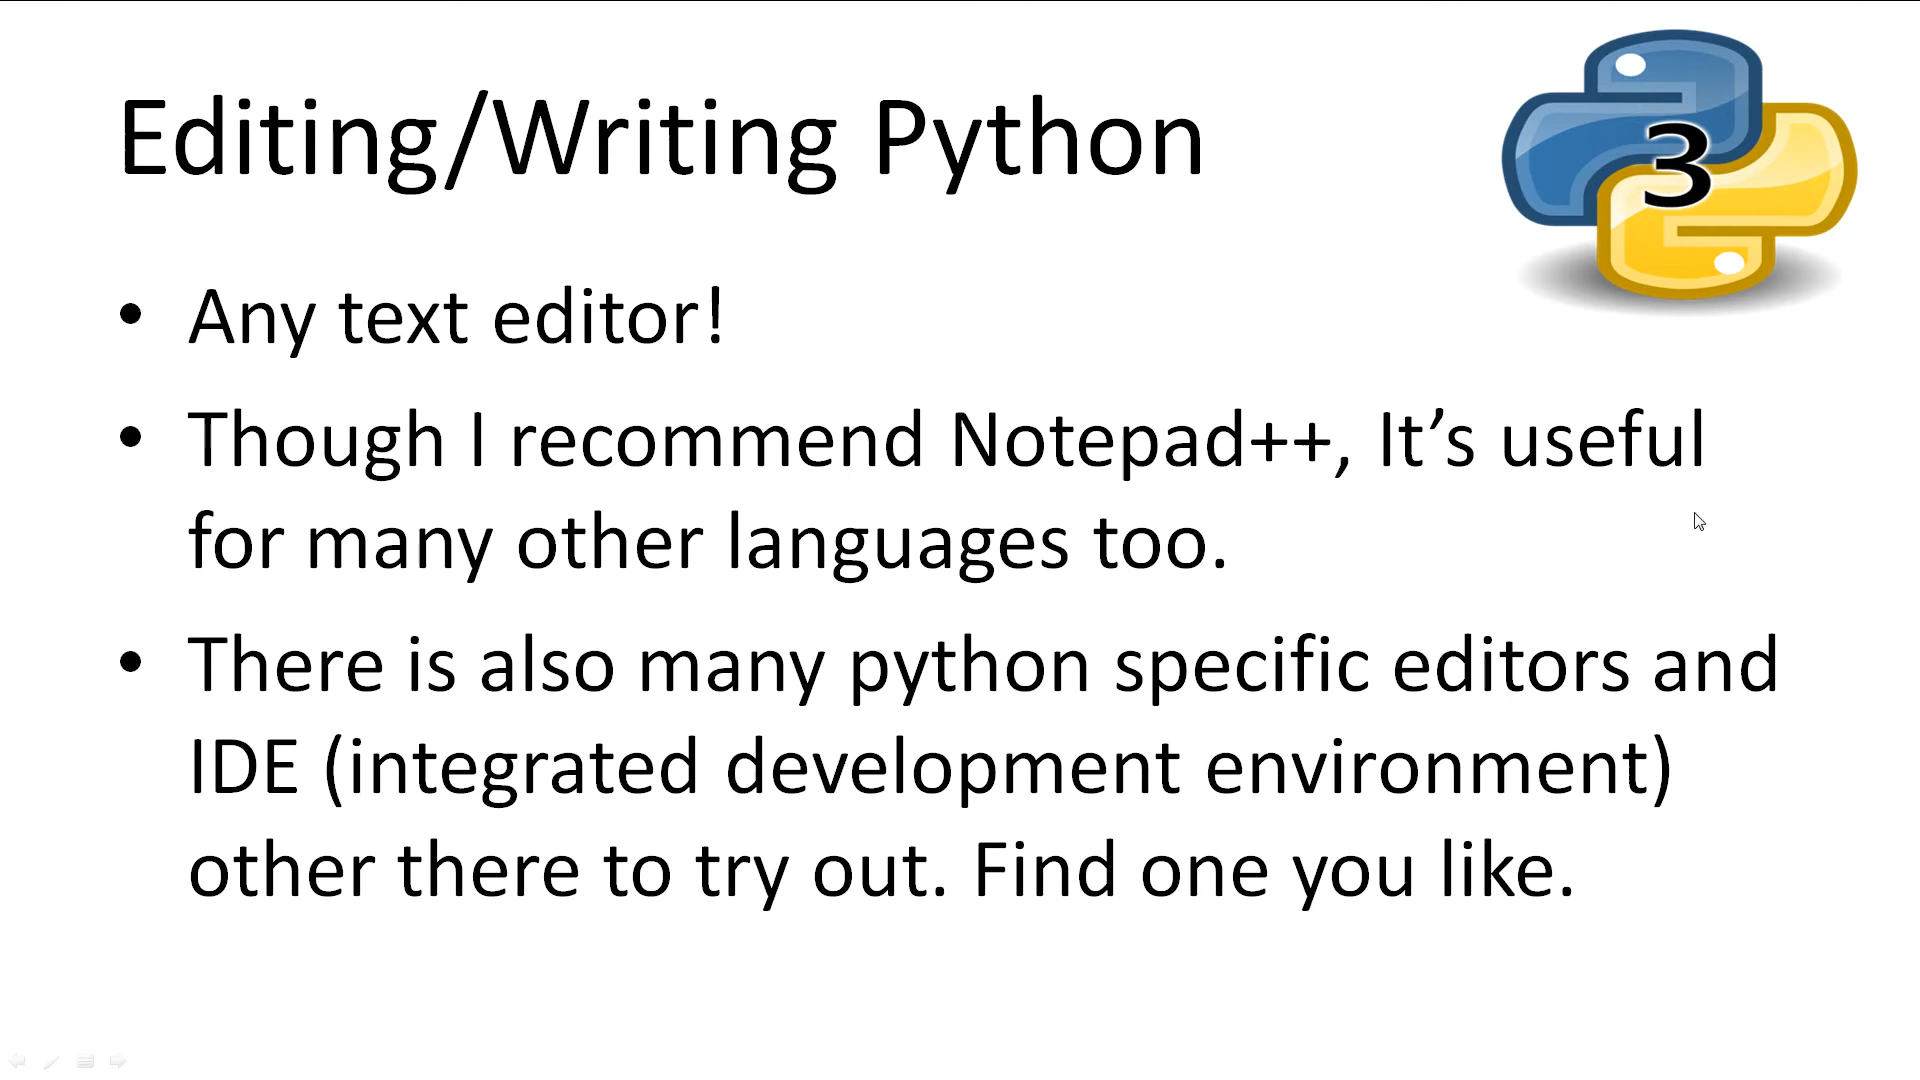 Editing/Writing Python
3
• Any text editor!
• Though I recommend Notepad++, It’s useful
for many other languages too.
• There is also many python specific editors and
IDE (integrated development environment)
other there to try out. Find one you like.